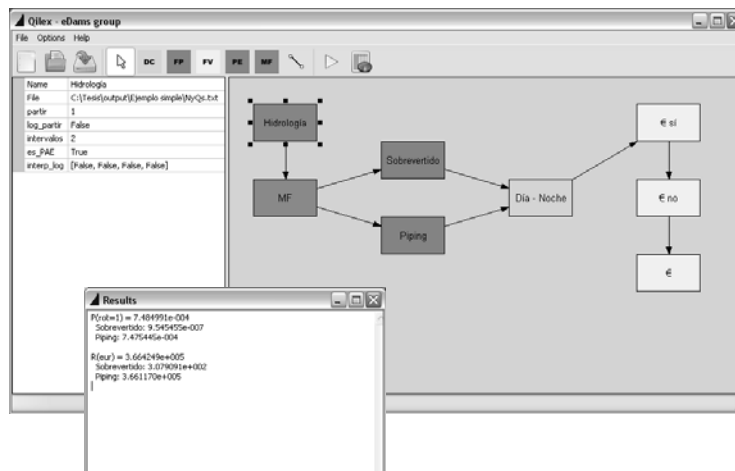 Qilex - eDams group
File Options Help
DC FP FV PE MF
Name Hidrología
File C:\Tesis\output\Ejemplo simple\NyQs.txt
partir 1
log_partir False
intervalos 2
es_PAE True
interp_log [False, False, False, False]
Hidrología
MF
Sobrevertido
Piping
Día - Noche
€ sí
€ no
€
Results
P(rot=1) = 7.484991e-004
Sobrevertido: 9.545455e-007
Piping: 7.475445e-004
R(eur) = 3.664249e+005
Sobrevertido: 3.079091e+002
Piping: 3.661170e+005